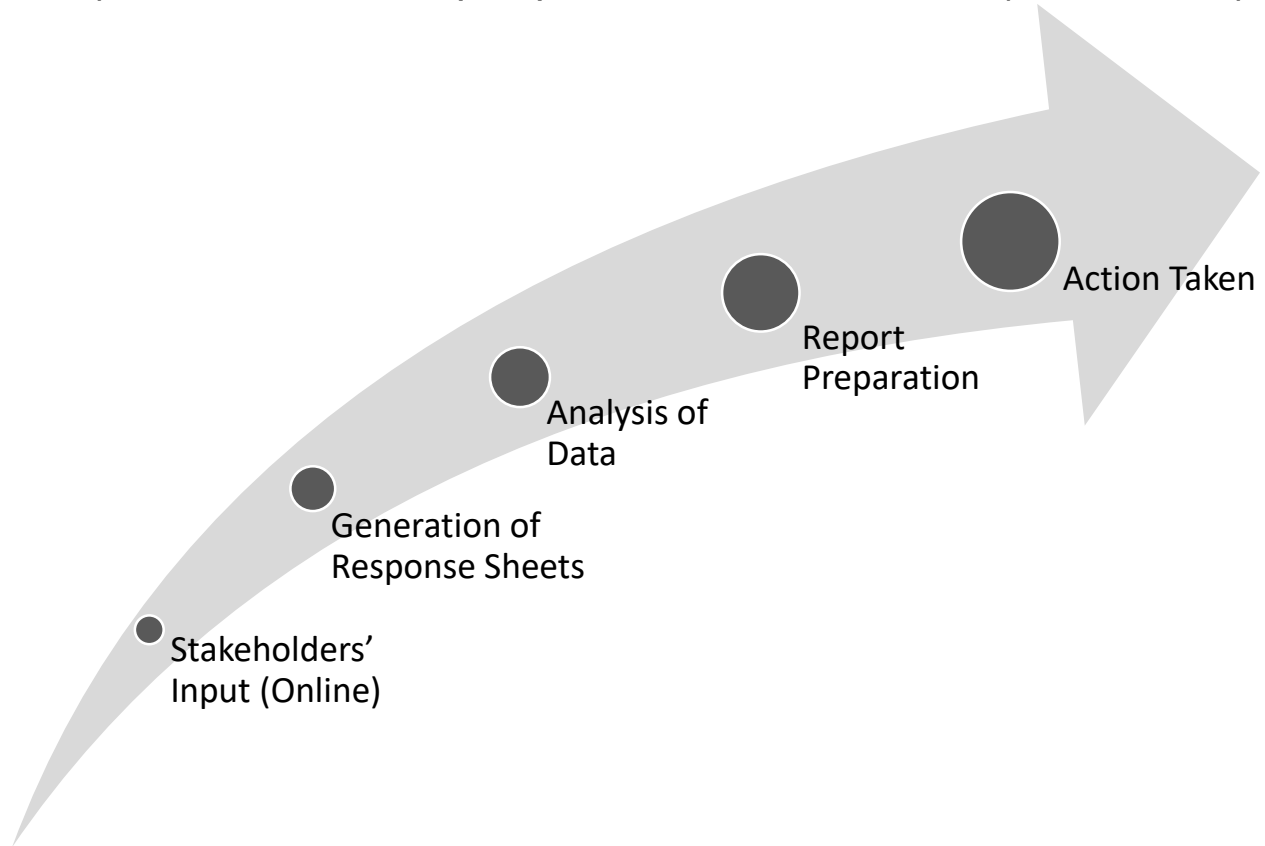 Stakeholders’
Input (Online)
Generation of
Response Sheets
Analysis of
Data
Report
Preparation
Action Taken